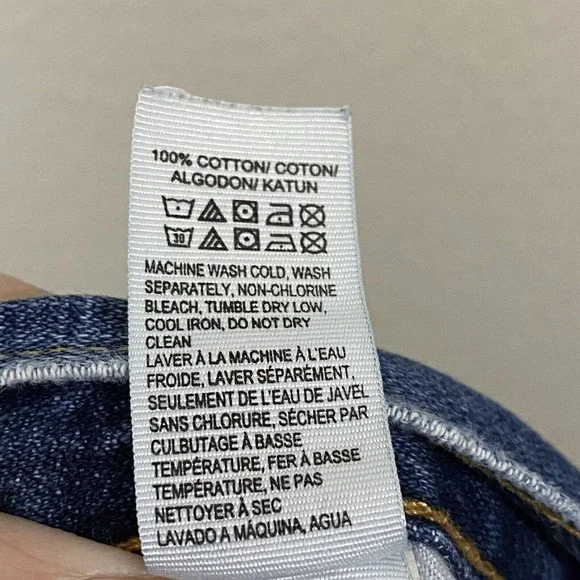 100% COTTON/ COTON/
ALGODON/ KATUN
30
MACHINE WASH COLD, WASH
SEPARATELY, NON-CHLORINE
BLEACH, TUMBLE DRY LOW,
COOL IRON, DO NOT DRY
CLEAN
LAVER À LA MACHINE À L'EAU
FROIDE, LAVER SÉPARÉMENT,
SEULEMENT DE L'EAU DE JAVEL
SANS CHLORURE, SÉCHER PAR
CULBUTAGE À BASSE
TEMPÉRATURE, FER À BASSE
TEMPÉRATURE, NE PAS
NETTOYER À SEC
LAVADO A MÁQUINA, AGUA